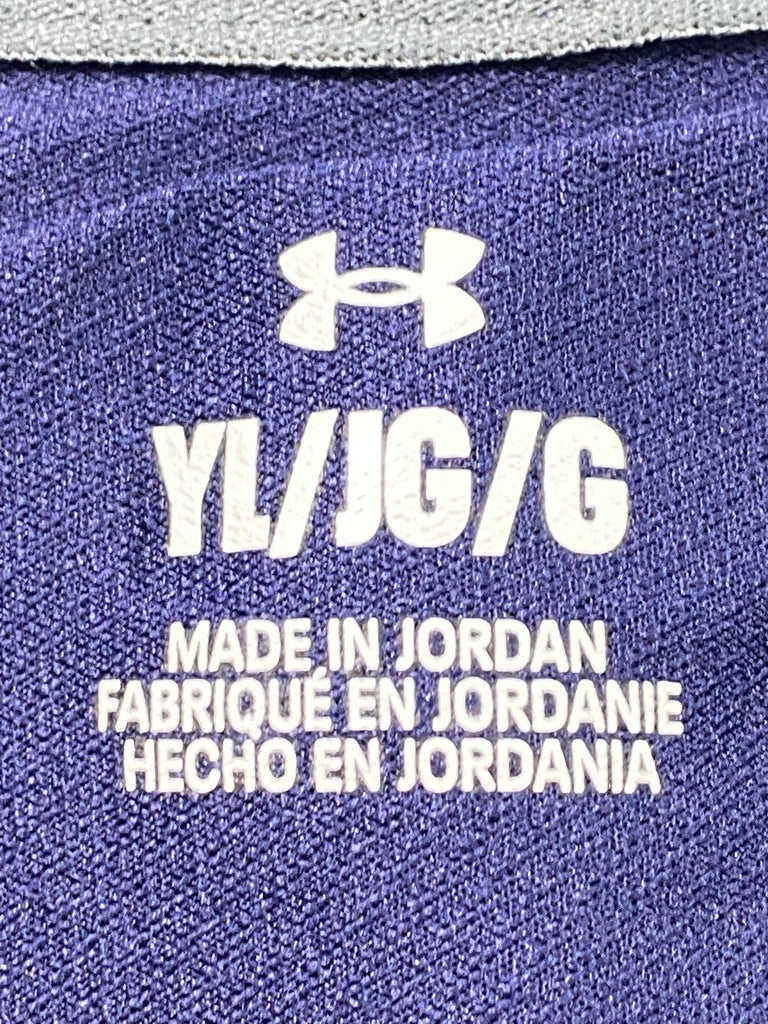 YL/JG/G
MADE IN JORDAN
FABRIQUÉ EN JORDANIE
HECHO EN JORDANIA